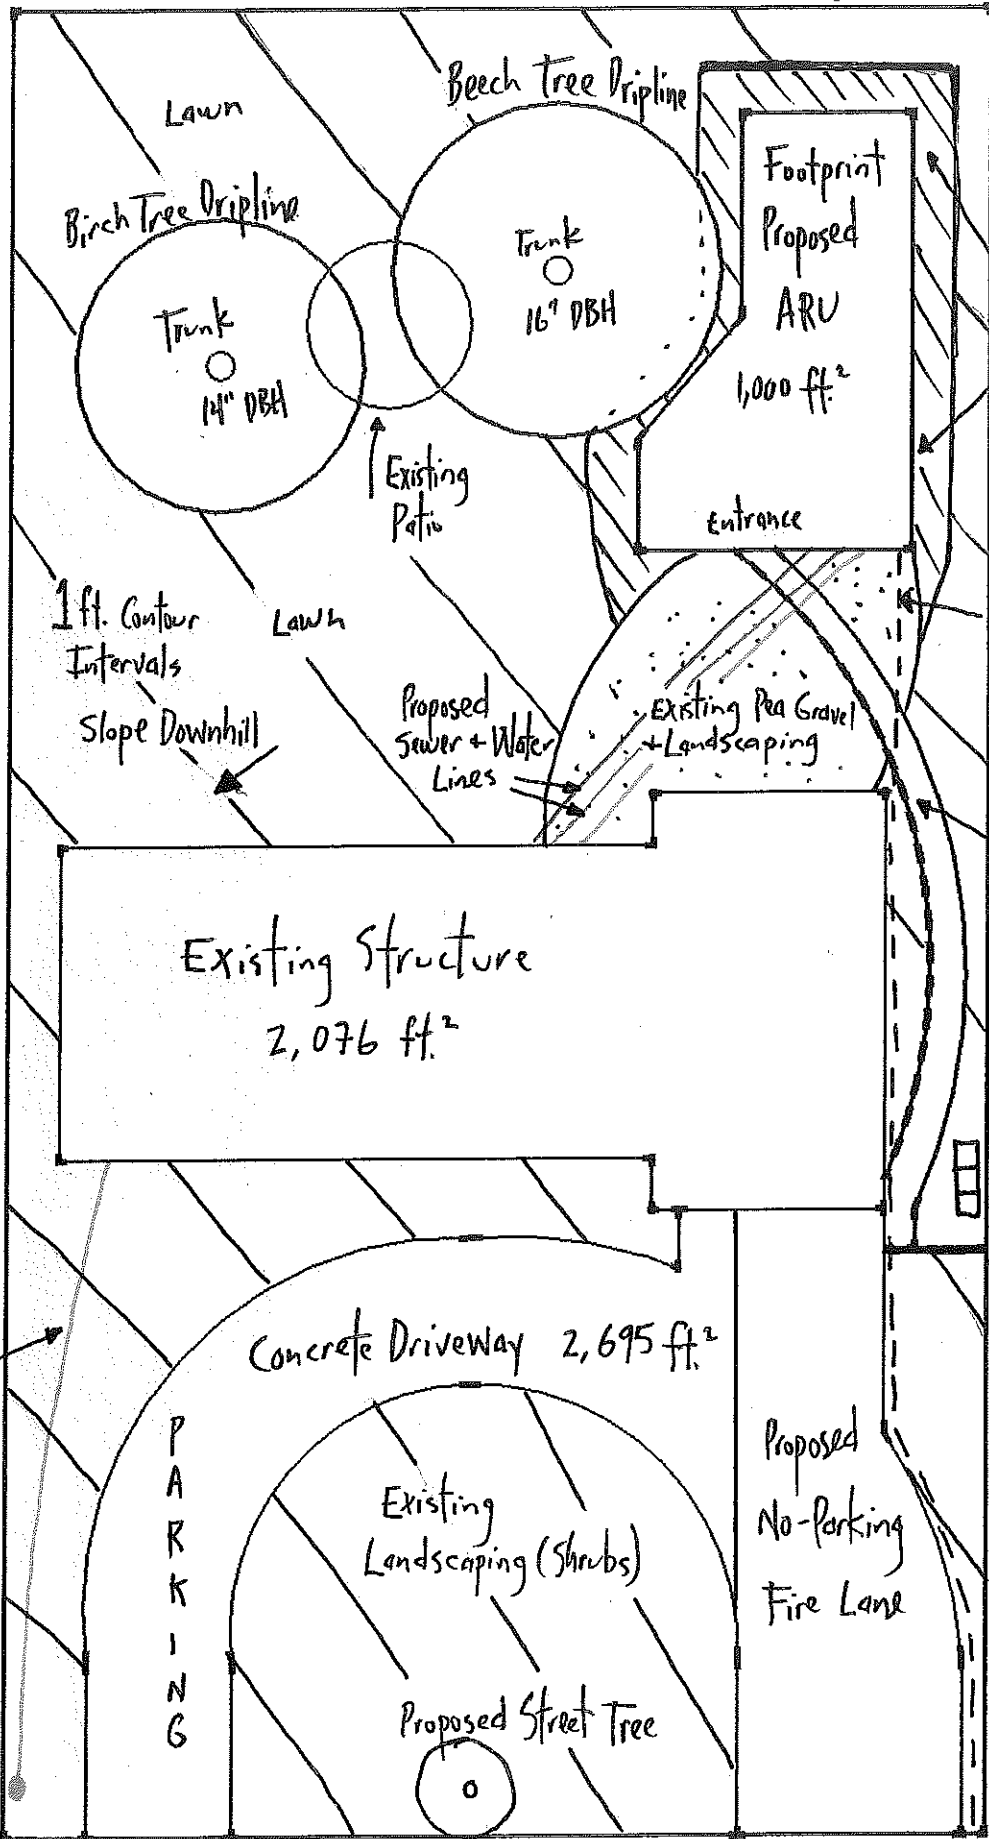 Beech Tree Dripline
Lawn
Footprint
Proposed
ARU
1,000 ft.²
Birch Tree Dripline
Trunk
16" DBH
Trunk
14" DBH
Existing
Patio
Entrance
1 ft. Contour
Intervals
Slope Downhill
Lawn
Proposed
Sewer + Water
Lines
Existing Pea Gravel
+ Landscaping
Existing Structure
2,076 ft.²
Concrete Driveway 2,695 ft.²
PARKING
Existing
Landscaping (Shrubs)
Proposed
No-Parking
Fire Lane
Proposed Street Tree